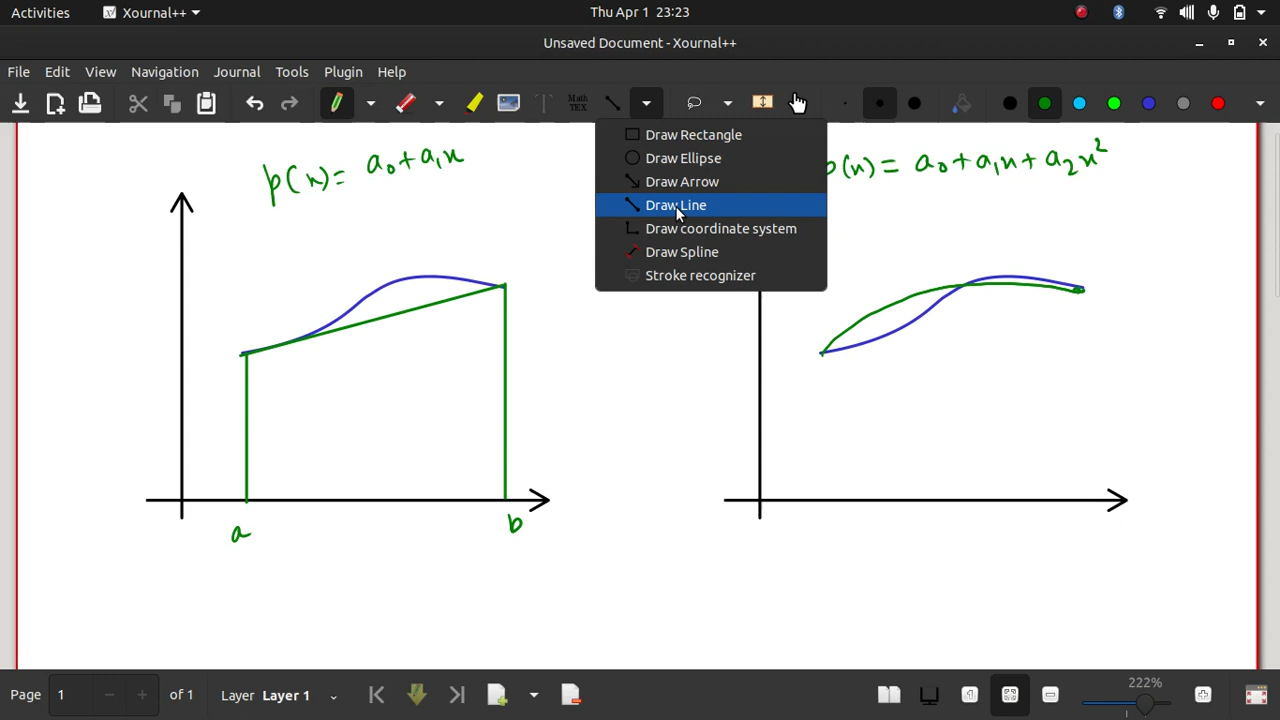 Activities Xournal++ Thu Apr 1 23:23
Unsaved Document - Xournal++
File Edit View Navigation Journal Tools Plugin Help
Math TEX
Draw Rectangle
Draw Ellipse
Draw Arrow
Draw Line
Draw coordinate system
Draw Spline
Stroke recognizer
p(x)= a₀+a₁x
p(x)= a₀+a₁x+a₂x²
a
b
Page 1 of 1 Layer Layer 1 222%